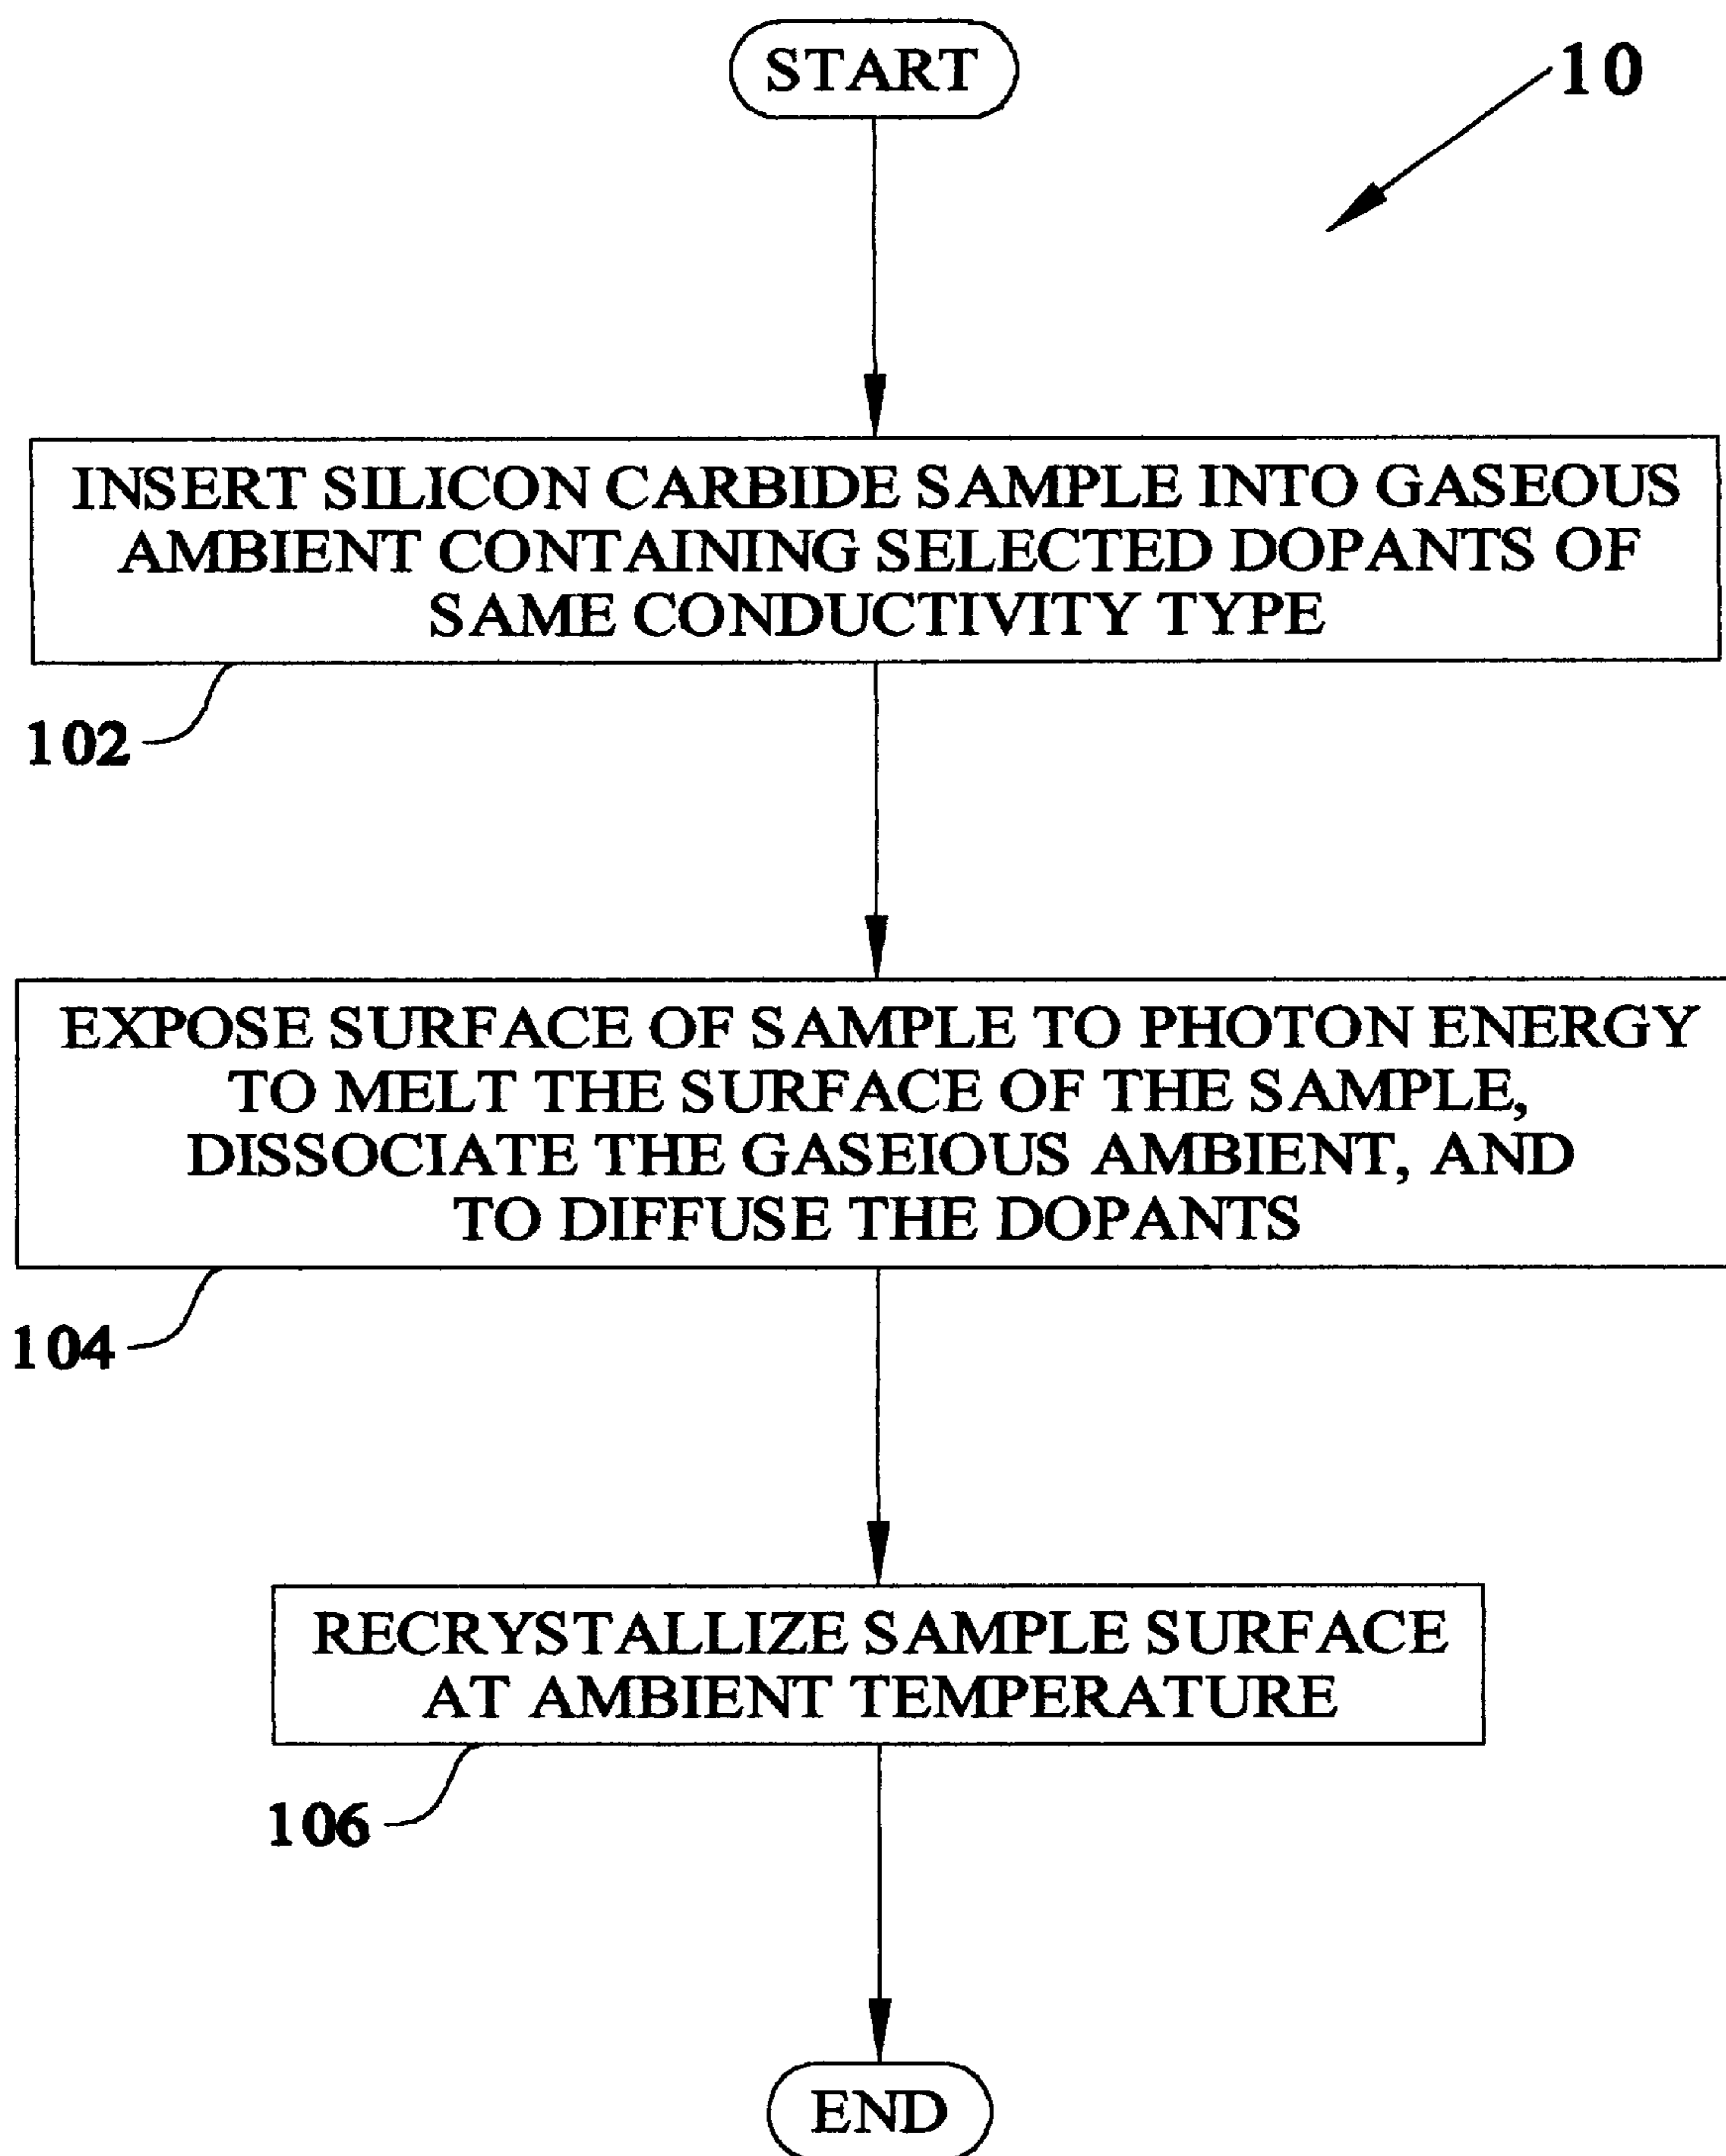 START
10
INSERT SILICON CARBIDE SAMPLE INTO GASEOUS
AMBIENT CONTAINING SELECTED DOPANTS OF
SAME CONDUCTIVITY TYPE
102
EXPOSE SURFACE OF SAMPLE TO PHOTON ENERGY
TO MELT THE SURFACE OF THE SAMPLE,
DISSOCIATE THE GASEIOUS AMBIENT, AND
TO DIFFUSE THE DOPANTS
104
RECRYSTALLIZE SAMPLE SURFACE
AT AMBIENT TEMPERATURE
106
END